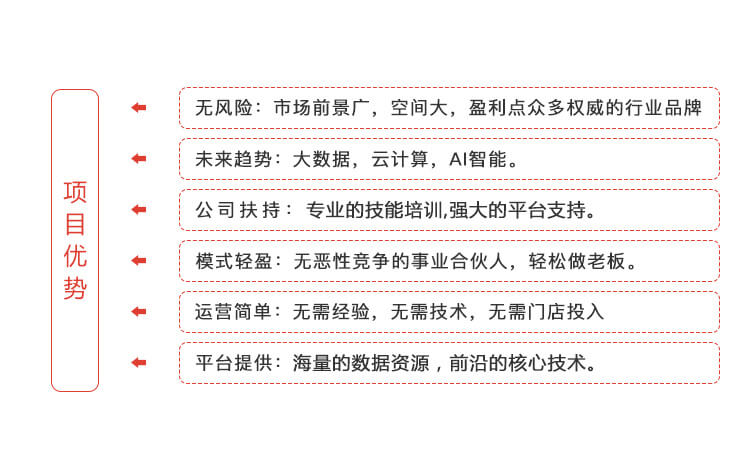 项目优势
无风险：市场前景广，空间大，盈利点众多权威的行业品牌
未来趋势：大数据，云计算，AI智能。
公司扶持：专业的技能培训,强大的平台支持。
模式轻盈：无恶性竞争的事业合伙人，轻松做老板。
运营简单：无需经验，无需技术，无需门店投入
平台提供：海量的数据资源，前沿的核心技术。